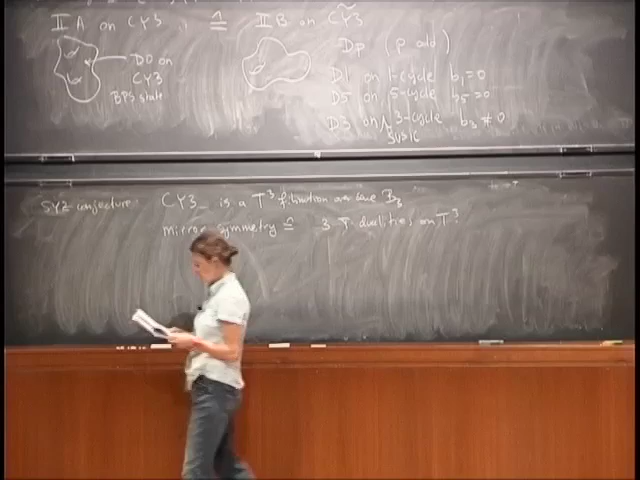 II A on CY3, ≙ II B on C̃Y3
D0 on CY3
BPS state
Dp (p odd)
D1 on 1-cycle b₁=0
D5 on 5-cycle b₅=0
D3 on 3-cycle b₃ ≠ 0
SYZ conjecture: CY3 is a T³ fibration over base B₃
mirror symmetry ≙ 3 T-dualities on T³